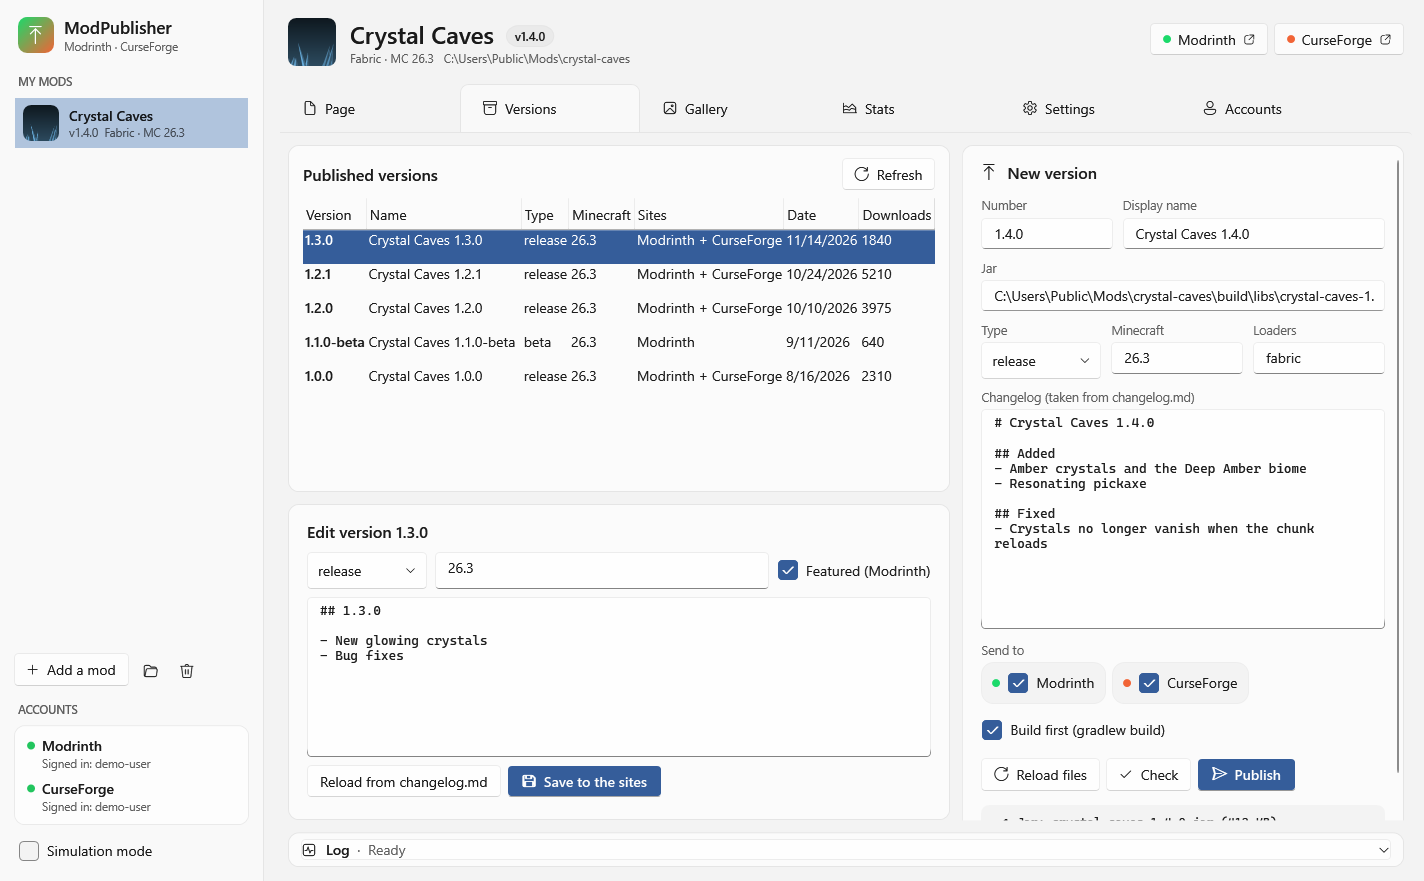 ModPublisher
Modrinth · CurseForge
MY MODS
Crystal Caves
v1.4.0 Fabric · MC 26.3
Add a mod
ACCOUNTS
Modrinth
Signed in: demo-user
CurseForge
Signed in: demo-user
Simulation mode
Crystal Caves v1.4.0
Fabric · MC 26.3 C:\Users\Public\Mods\crystal-caves
Modrinth CurseForge
Page Versions Gallery Stats Settings Accounts
Published versions
Refresh
Version Name Type Minecraft Sites Date Downloads
1.3.0 Crystal Caves 1.3.0 release 26.3 Modrinth + CurseForge 11/14/2026 1840
1.2.1 Crystal Caves 1.2.1 release 26.3 Modrinth + CurseForge 10/24/2026 5210
1.2.0 Crystal Caves 1.2.0 release 26.3 Modrinth + CurseForge 10/10/2026 3975
1.1.0-beta Crystal Caves 1.1.0-beta beta 26.3 Modrinth 9/11/2026 640
1.0.0 Crystal Caves 1.0.0 release 26.3 Modrinth + CurseForge 8/16/2026 2310
Edit version 1.3.0
release 26.3 Featured (Modrinth)
## 1.3.0
- New glowing crystals
- Bug fixes
Reload from changelog.md Save to the sites
New version
Number Display name
1.4.0 Crystal Caves 1.4.0
Jar
C:\Users\Public\Mods\crystal-caves\build\libs\crystal-caves-1.
Type Minecraft Loaders
release 26.3 fabric
Changelog (taken from changelog.md)
# Crystal Caves 1.4.0
## Added
- Amber crystals and the Deep Amber biome
- Resonating pickaxe
## Fixed
- Crystals no longer vanish when the chunk
reloads
Send to
Modrinth CurseForge
Build first (gradlew build)
Reload files Check Publish
Log · Ready